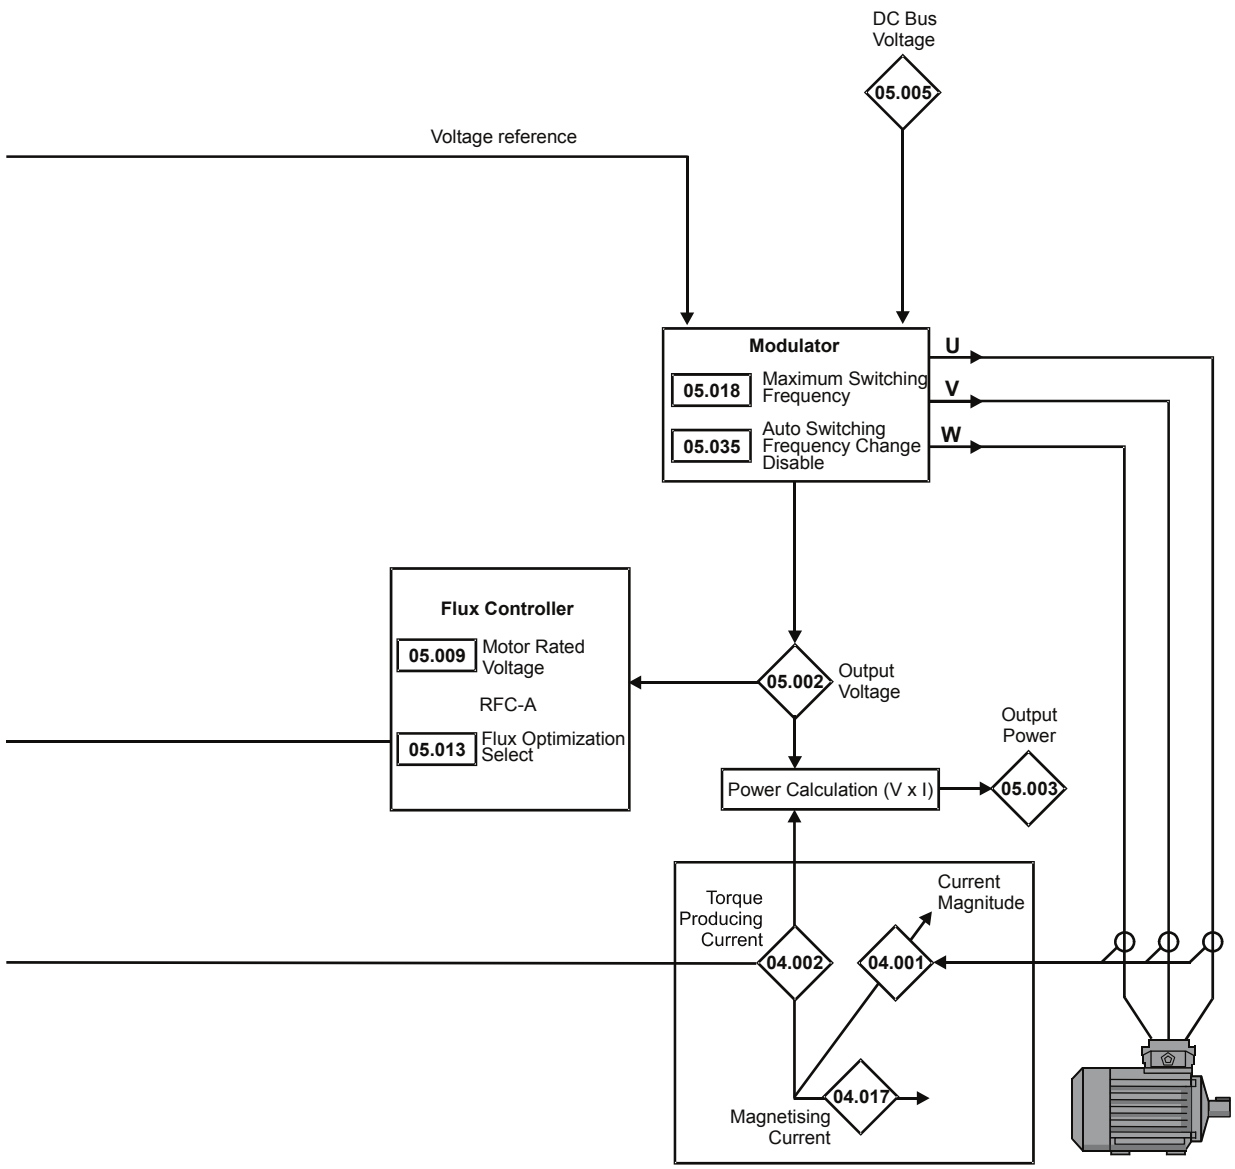 DC Bus
Voltage
05.005
Voltage reference
Modulator
05.018
Maximum Switching
Frequency
05.035
Auto Switching
Frequency Change
Disable
U
V
W
Flux Controller
05.009
Motor Rated
Voltage
RFC-A
05.013
Flux Optimization
Select
05.002
Output
Voltage
Output
Power
Power Calculation (V x I)
05.003
Torque
Producing
Current
04.002
Current
Magnitude
04.001
04.017
Magnetising
Current